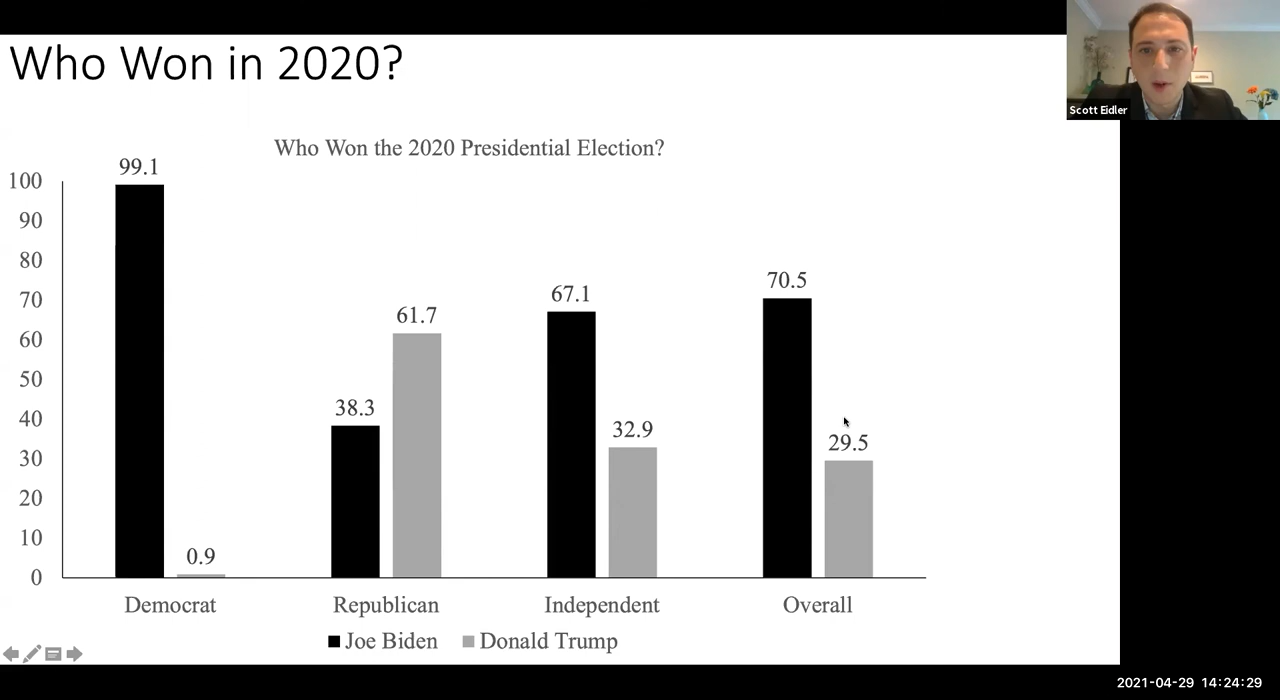 Who Won in 2020?
Scott Eidler
Who Won the 2020 Presidential Election?
100
90
80
70
60
50
40
30
20
10
0
99.1
0.9
38.3
61.7
67.1
32.9
70.5
29.5
Democrat
Republican
Independent
Overall
Joe Biden
Donald Trump
2021-04-29 14:24:29